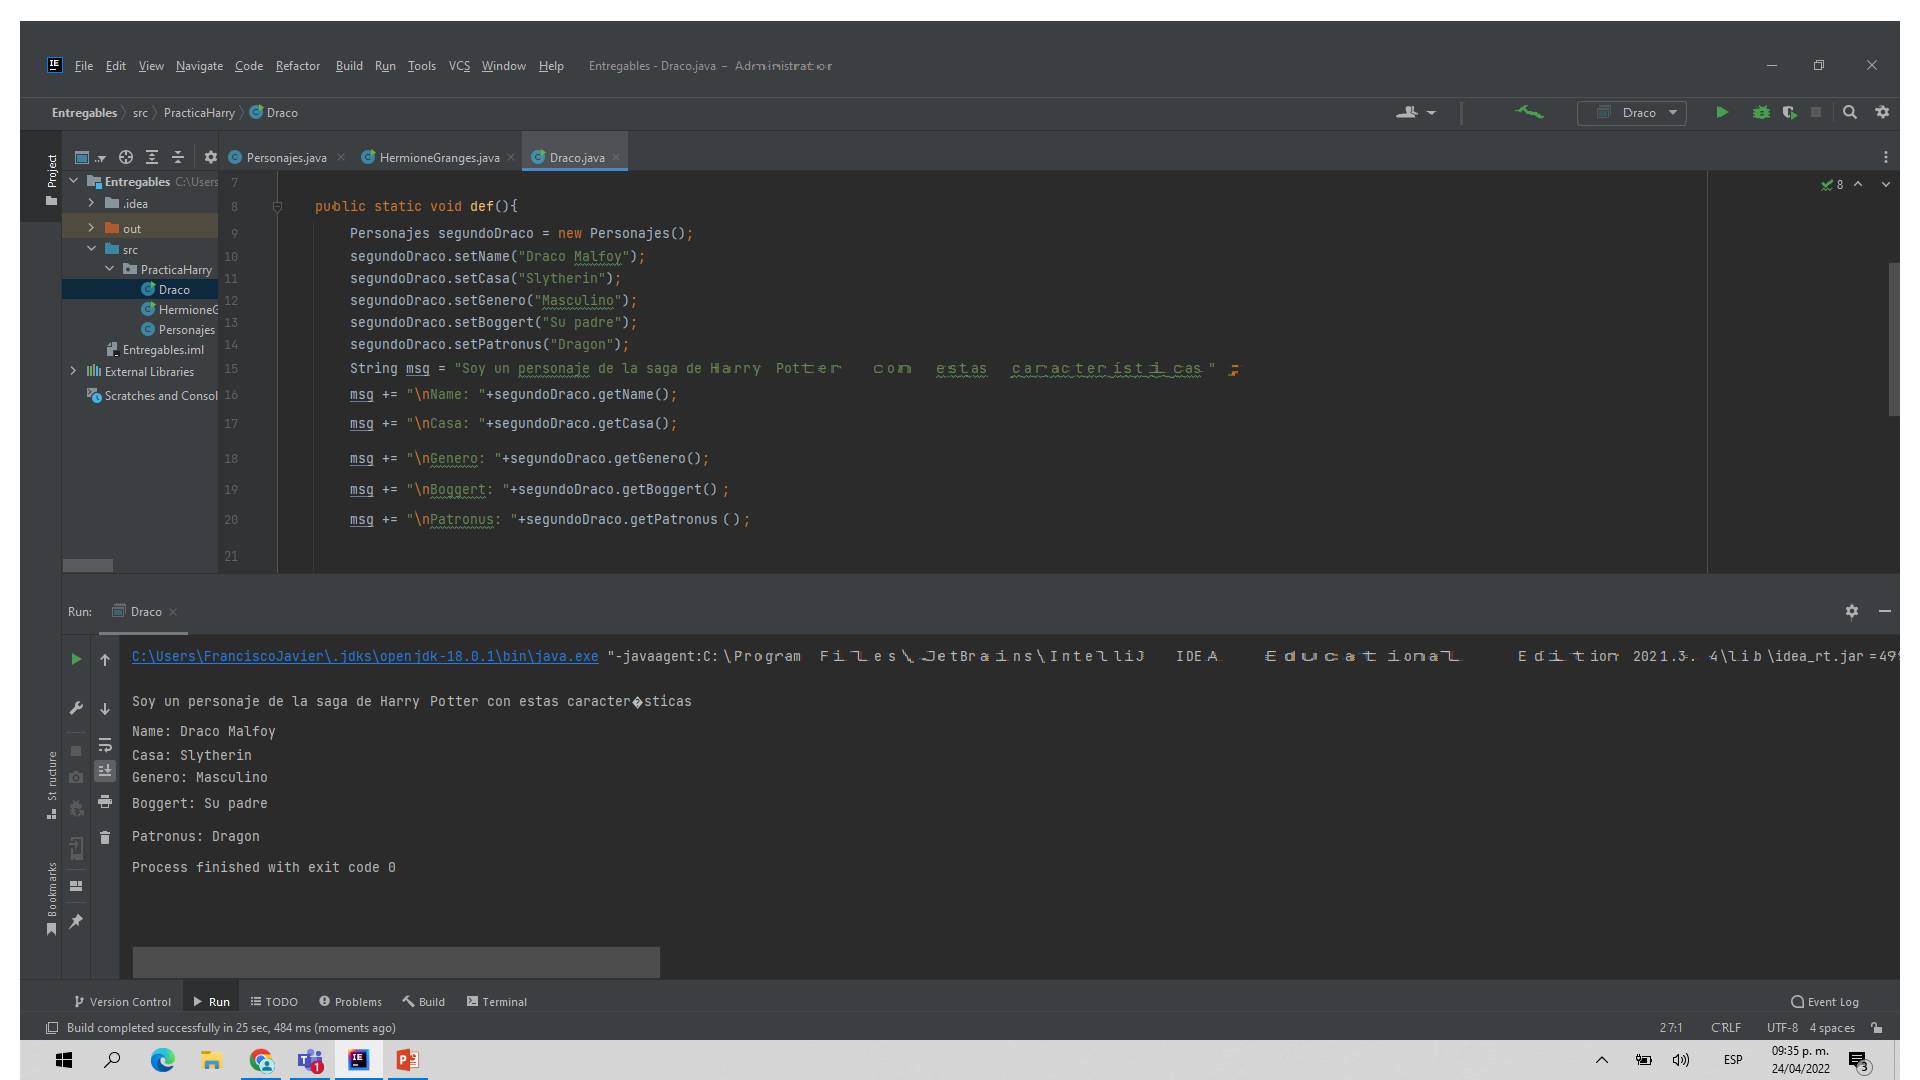 File Edit View Navigate Code Refactor Build Run Tools VCS Window Help Entregables - Draco.java – Administrator
Entregables src PracticaHarry Draco
Draco
Project
Personajes.java HermioneGranges.java Draco.java
Entregables C:\Users
.idea
out
src
PracticaHarry
Draco
HermioneG
Personajes
Entregables.iml
External Libraries
Scratches and Consol
8
7
8 public static void def(){
9 Personajes segundoDraco = new Personajes();
10 segundoDraco.setName("Draco Malfoy");
11 segundoDraco.setCasa("Slytherin");
12 segundoDraco.setGenero("Masculino");
13 segundoDraco.setBoggert("Su padre");
14 segundoDraco.setPatronus("Dragon");
15 String msg = "Soy un personaje de la saga de Harry Potter con estas características";
16 msg += "\nName: "+segundoDraco.getName();
17 msg += "\nCasa: "+segundoDraco.getCasa();
18 msg += "\nGenero: "+segundoDraco.getGenero();
19 msg += "\nBoggert: "+segundoDraco.getBoggert();
20 msg += "\nPatronus: "+segundoDraco.getPatronus();
21
Run: Draco
C:\Users\FranciscoJavier\.jdks\openjdk-18.0.1\bin\java.exe "-javaagent:C:\Program Files\JetBrains\IntelliJ IDEA Educational Edition 2021.3.4\lib\idea_rt.jar=49
Soy un personaje de la saga de Harry Potter con estas caracter�sticas
Name: Draco Malfoy
Casa: Slytherin
Genero: Masculino
Boggert: Su padre
Patronus: Dragon
Process finished with exit code 0
Structure
Bookmarks
Version Control Run TODO Problems Build Terminal Event Log
Build completed successfully in 25 sec, 484 ms (moments ago) 27:1 CRLF UTF-8 4 spaces
1
ESP
09:35 p. m.
24/04/2022
3